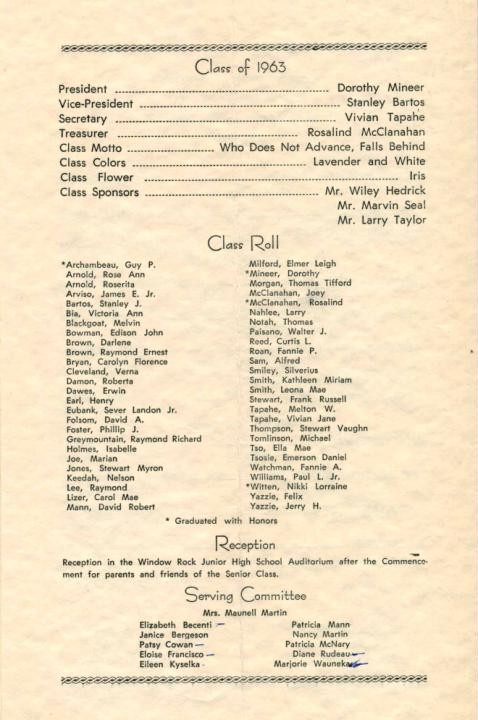 Class of 1963
President ........ Dorothy Mineer
Vice-President ........ Stanley Bartos
Secretary ........ Vivian Tapahe
Treasurer ........ Rosalind McClanahan
Class Motto ........ Who Does Not Advance, Falls Behind
Class Colors ........ Lavender and White
Class Flower ........ Iris
Class Sponsors ........ Mr. Wiley Hedrick
Mr. Marvin Seal
Mr. Larry Taylor
Class Roll
*Archambeau, Guy P.
Arnold, Rose Ann
Arnold, Roserita
Arviso, James E. Jr.
Bartos, Stanley J.
Bia, Victoria Ann
Blackgoat, Melvin
Bowman, Edison John
Brown, Darlene
Brown, Raymond Ernest
Bryan, Carolyn Florence
Cleveland, Verna
Damon, Roberta
Dawes, Erwin
Earl, Henry
Eubank, Sever Landon Jr.
Folsom, David A.
Foster, Phillip J.
Greymountain, Raymond Richard
Holmes, Isabelle
Joe, Marian
Jones, Stewart Myron
Keedah, Nelson
Lee, Raymond
Lizer, Carol Mae
Mann, David Robert
Milford, Elmer Leigh
*Mineer, Dorothy
Morgan, Thomas Tifford
McClanahan, Joey
*McClanahan, Rosalind
Nahlee, Larry
Notah, Thomas
Paisano, Walter J.
Reed, Curtis L.
Roan, Fannie P.
Sam, Alfred
Smiley, Silverius
Smith, Kathleen Miriam
Smith, Leona Mae
Stewart, Frank Russell
Tapahe, Melton W.
Tapahe, Vivian Jane
Thompson, Stewart Vaughn
Tomlinson, Michael
Tso, Ella Mae
Tsosie, Emerson Daniel
Watchman, Fannie A.
Williams, Paul L. Jr.
*Witten, Nikki Lorraine
Yazzie, Felix
Yazzie, Jerry H.
* Graduated with Honors
Reception
Reception in the Window Rock Junior High School Auditorium after the Commence-
ment for parents and friends of the Senior Class.
Serving Committee
Mrs. Maunell Martin
Elizabeth Becenti
Janice Bergeson
Patsy Cowan
Eloise Francisco
Eileen Kyselka
Patricia Mann
Nancy Martin
Patricia McNary
Diane Rudeau
Marjorie Wauneka